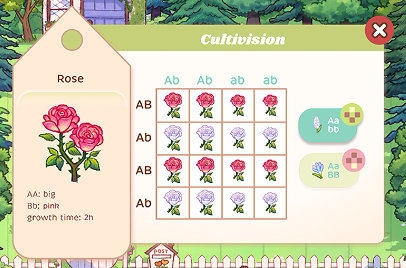 Cultivision
Rose
AA: big
Bb: pink
growth time: 2h
Ab Ab ab ab
AB
Ab
AB
Ab
Aa
bb
Aa
BB
POST